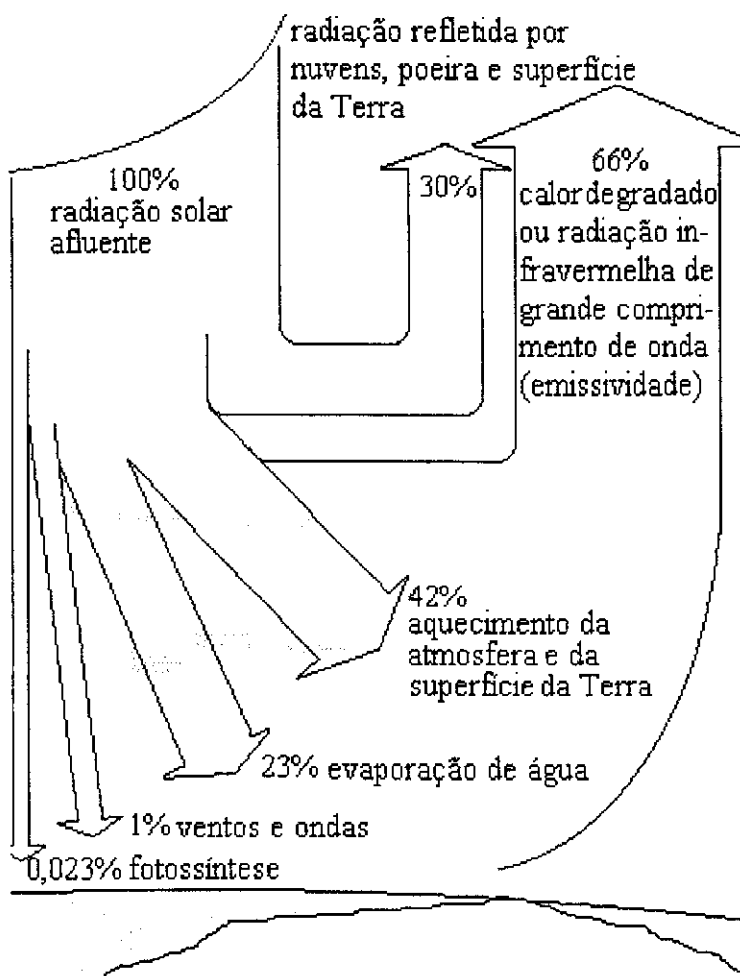 radiação refletida por
nuvens, poeira e superfície
da Terra
100%
radiação solar
afluente
30%
66%
calor degradado
ou radiação in-
fravermelha de
grande compri-
mento de onda
(emissividade)
42%
aquecimento da
atmosfera e da
superfície da Terra
23% evaporação de água
1% ventos e ondas
0,023% fotossíntese